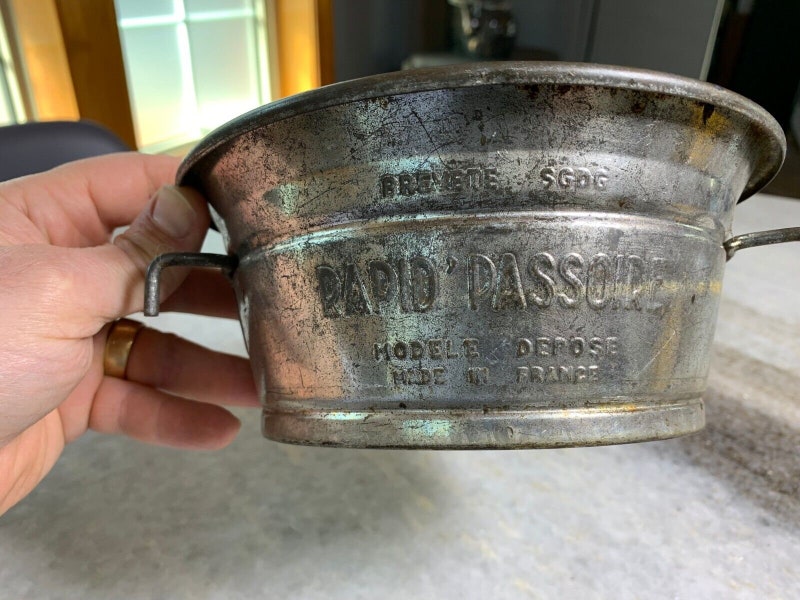 BREVETE SGDG
RAPID' PASSOIRE
MODELE DEPOSE
MADE IN FRANCE